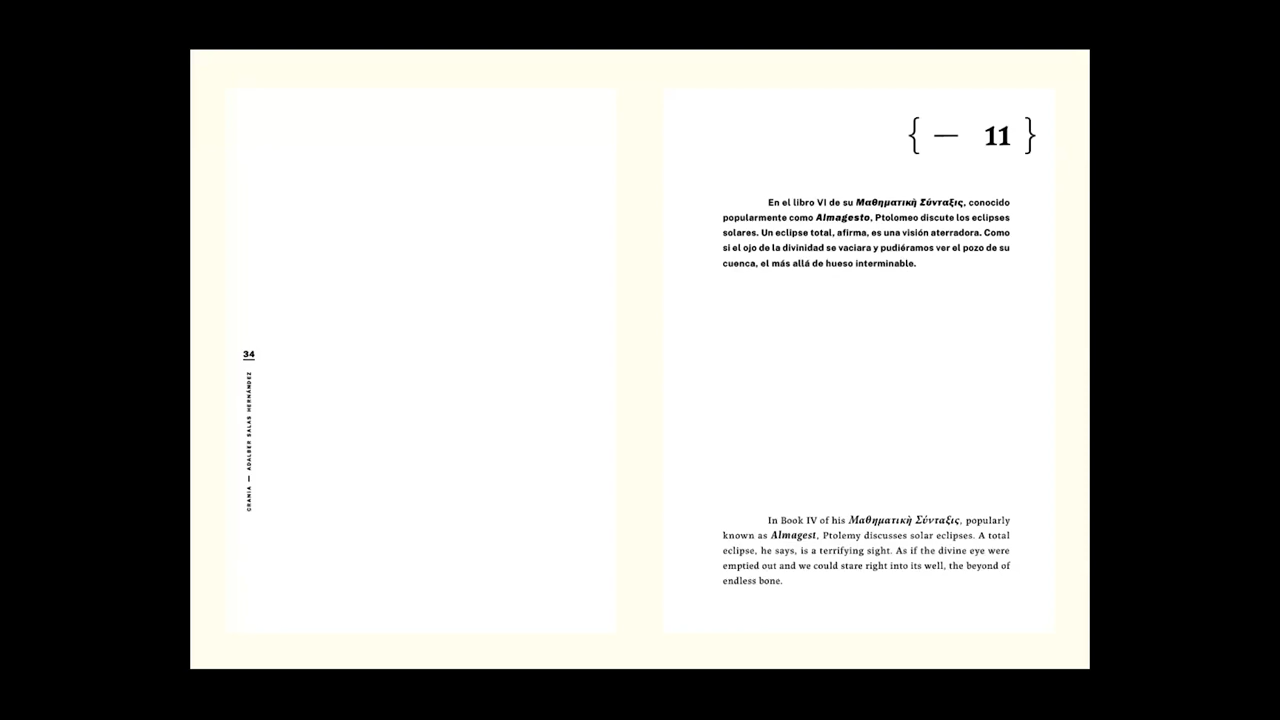 34
CRANIA — ADALBER SALAS HERNÁNDEZ
{ — 11 }
En el libro VI de su Μαθηματικὴ Σύνταξις, conocido
popularmente como Almagesto, Ptolomeo discute los eclipses
solares. Un eclipse total, afirma, es una visión aterradora. Como
si el ojo de la divinidad se vaciara y pudiéramos ver el pozo de su
cuenca, el más allá de hueso interminable.
In Book IV of his Μαθηματικὴ Σύνταξις, popularly
known as Almagest, Ptolemy discusses solar eclipses. A total
eclipse, he says, is a terrifying sight. As if the divine eye were
emptied out and we could stare right into its well, the beyond of
endless bone.